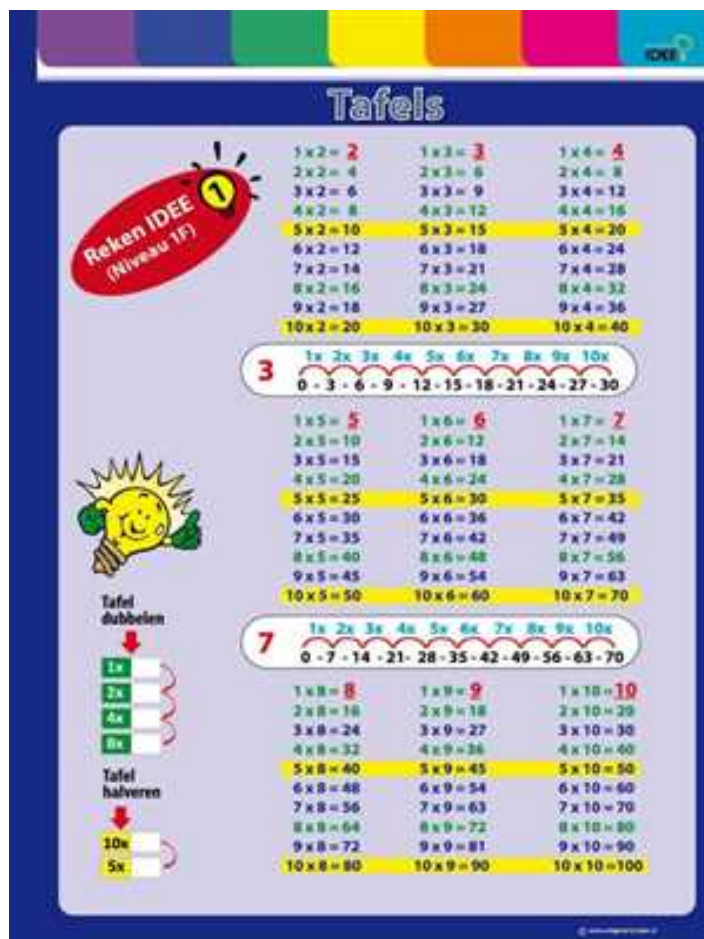 IDEE
Tafels
Reken IDEE
(Niveau 1F)
1
1 x 2 = 2 1 x 3 = 3 1 x 4 = 4
2 x 2 = 4 2 x 3 = 6 2 x 4 = 8
3 x 2 = 6 3 x 3 = 9 3 x 4 = 12
4 x 2 = 8 4 x 3 = 12 4 x 4 = 16
5 x 2 = 10 5 x 3 = 15 5 x 4 = 20
6 x 2 = 12 6 x 3 = 18 6 x 4 = 24
7 x 2 = 14 7 x 3 = 21 7 x 4 = 28
8 x 2 = 16 8 x 3 = 24 8 x 4 = 32
9 x 2 = 18 9 x 3 = 27 9 x 4 = 36
10 x 2 = 20 10 x 3 = 30 10 x 4 = 40
1x 2x 3x 4x 5x 6x 7x 8x 9x 10x
3
0 - 3 - 6 - 9 - 12 - 15 - 18 - 21 - 24 - 27 - 30
1 x 5 = 5 1 x 6 = 6 1 x 7 = 7
2 x 5 = 10 2 x 6 = 12 2 x 7 = 14
3 x 5 = 15 3 x 6 = 18 3 x 7 = 21
4 x 5 = 20 4 x 6 = 24 4 x 7 = 28
5 x 5 = 25 5 x 6 = 30 5 x 7 = 35
6 x 5 = 30 6 x 6 = 36 6 x 7 = 42
7 x 5 = 35 7 x 6 = 42 7 x 7 = 49
8 x 5 = 40 8 x 6 = 48 8 x 7 = 56
9 x 5 = 45 9 x 6 = 54 9 x 7 = 63
10 x 5 = 50 10 x 6 = 60 10 x 7 = 70
1x 2x 3x 4x 5x 6x 7x 8x 9x 10x
7
0 - 7 - 14 - 21 - 28 - 35 - 42 - 49 - 56 - 63 - 70
1 x 8 = 8 1 x 9 = 9 1 x 10 = 10
2 x 8 = 16 2 x 9 = 18 2 x 10 = 20
3 x 8 = 24 3 x 9 = 27 3 x 10 = 30
4 x 8 = 32 4 x 9 = 36 4 x 10 = 40
5 x 8 = 40 5 x 9 = 45 5 x 10 = 50
6 x 8 = 48 6 x 9 = 54 6 x 10 = 60
7 x 8 = 56 7 x 9 = 63 7 x 10 = 70
8 x 8 = 64 8 x 9 = 72 8 x 10 = 80
9 x 8 = 72 9 x 9 = 81 9 x 10 = 90
10 x 8 = 80 10 x 9 = 90 10 x 10 = 100
Tafel
dubbelen
1x
2x
4x
8x
Tafel
halveren
10x
5x